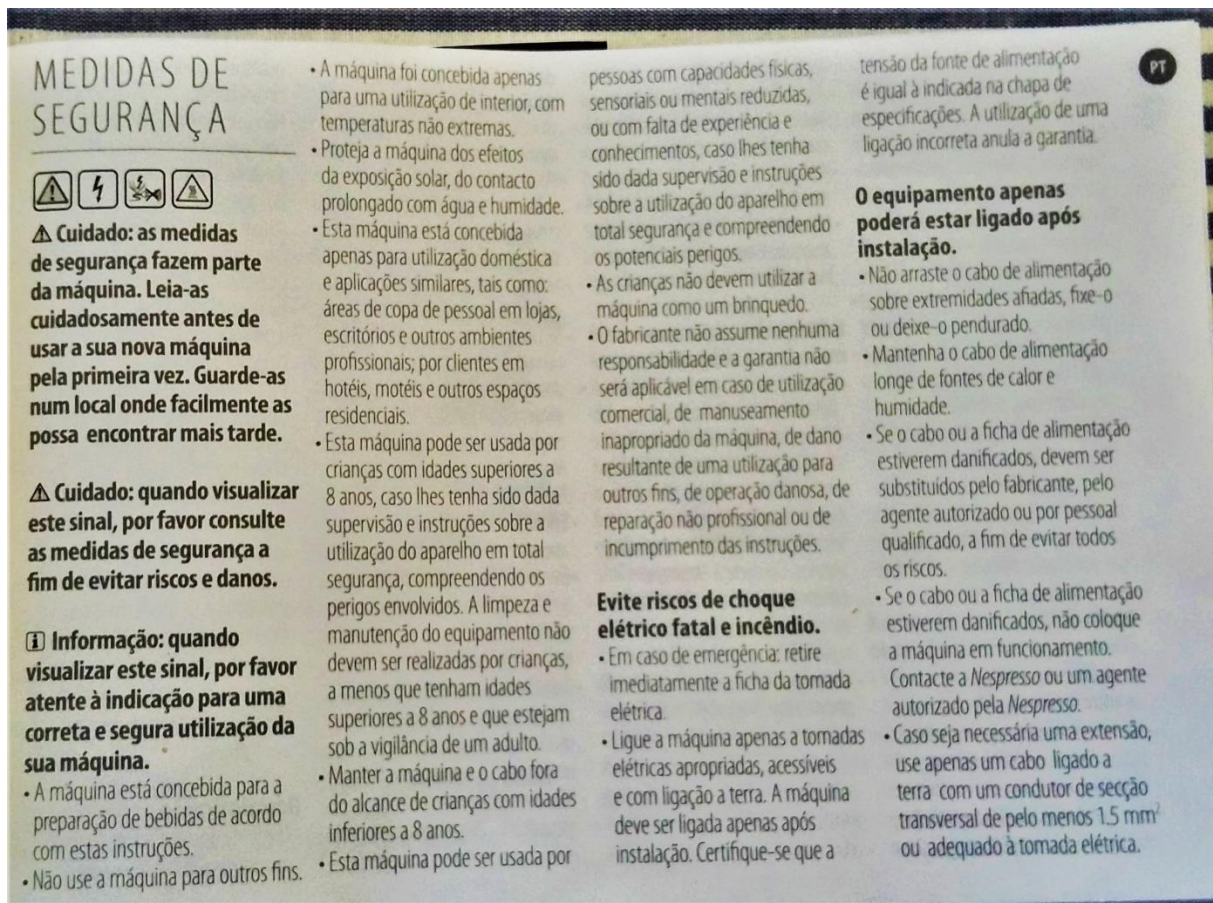 MEDIDAS DE
SEGURANÇA
⚠ Cuidado: as medidas
de segurança fazem parte
da máquina. Leia-as
cuidadosamente antes de
usar a sua nova máquina
pela primeira vez. Guarde-as
num local onde facilmente as
possa encontrar mais tarde.
⚠ Cuidado: quando visualizar
este sinal, por favor consulte
as medidas de segurança a
fim de evitar riscos e danos.
i Informação: quando
visualizar este sinal, por favor
atente à indicação para uma
correta e segura utilização da
sua máquina.
• A máquina está concebida para a
preparação de bebidas de acordo
com estas instruções.
• Não use a máquina para outros fins.
• A máquina foi concebida apenas
para uma utilização de interior, com
temperaturas não extremas.
• Proteja a máquina dos efeitos
da exposição solar, do contacto
prolongado com água e humidade.
• Esta máquina está concebida
apenas para utilização doméstica
e aplicações similares, tais como:
áreas de copa de pessoal em lojas,
escritórios e outros ambientes
profissionais; por clientes em
hotéis, motéis e outros espaços
residenciais.
• Esta máquina pode ser usada por
crianças com idades superiores a
8 anos, caso lhes tenha sido dada
supervisão e instruções sobre a
utilização do aparelho em total
segurança, compreendendo os
perigos envolvidos. A limpeza e
manutenção do equipamento não
devem ser realizadas por crianças,
a menos que tenham idades
superiores a 8 anos e que estejam
sob a vigilância de um adulto.
• Manter a máquina e o cabo fora
do alcance de crianças com idades
inferiores a 8 anos.
• Esta máquina pode ser usada por
pessoas com capacidades físicas,
sensoriais ou mentais reduzidas,
ou com falta de experiência e
conhecimentos, caso lhes tenha
sido dada supervisão e instruções
sobre a utilização do aparelho em
total segurança e compreendendo
os potenciais perigos.
• As crianças não devem utilizar a
máquina como um brinquedo.
• O fabricante não assume nenhuma
responsabilidade e a garantia não
será aplicável em caso de utilização
comercial, de manuseamento
inapropriado da máquina, de dano
resultante de uma utilização para
outros fins, de operação danosa, de
reparação não profissional ou de
incumprimento das instruções.
Evite riscos de choque
elétrico fatal e incêndio.
• Em caso de emergência: retire
imediatamente a ficha da tomada
elétrica.
• Ligue a máquina apenas a tomadas
elétricas apropriadas, acessíveis
e com ligação a terra. A máquina
deve ser ligada apenas após
instalação. Certifique-se que a
tensão da fonte de alimentação
é igual à indicada na chapa de
especificações. A utilização de uma
ligação incorreta anula a garantia.
PT
O equipamento apenas
poderá estar ligado após
instalação.
• Não arraste o cabo de alimentação
sobre extremidades afiadas, fixe-o
ou deixe-o pendurado.
• Mantenha o cabo de alimentação
longe de fontes de calor e
humidade.
• Se o cabo ou a ficha de alimentação
estiverem danificados, devem ser
substituídos pelo fabricante, pelo
agente autorizado ou por pessoal
qualificado, a fim de evitar todos
os riscos.
• Se o cabo ou a ficha de alimentação
estiverem danificados, não coloque
a máquina em funcionamento.
Contacte a Nespresso ou um agente
autorizado pela Nespresso.
• Caso seja necessária uma extensão,
use apenas um cabo ligado a
terra com um condutor de secção
transversal de pelo menos 1.5 mm²
ou adequado à tomada elétrica.